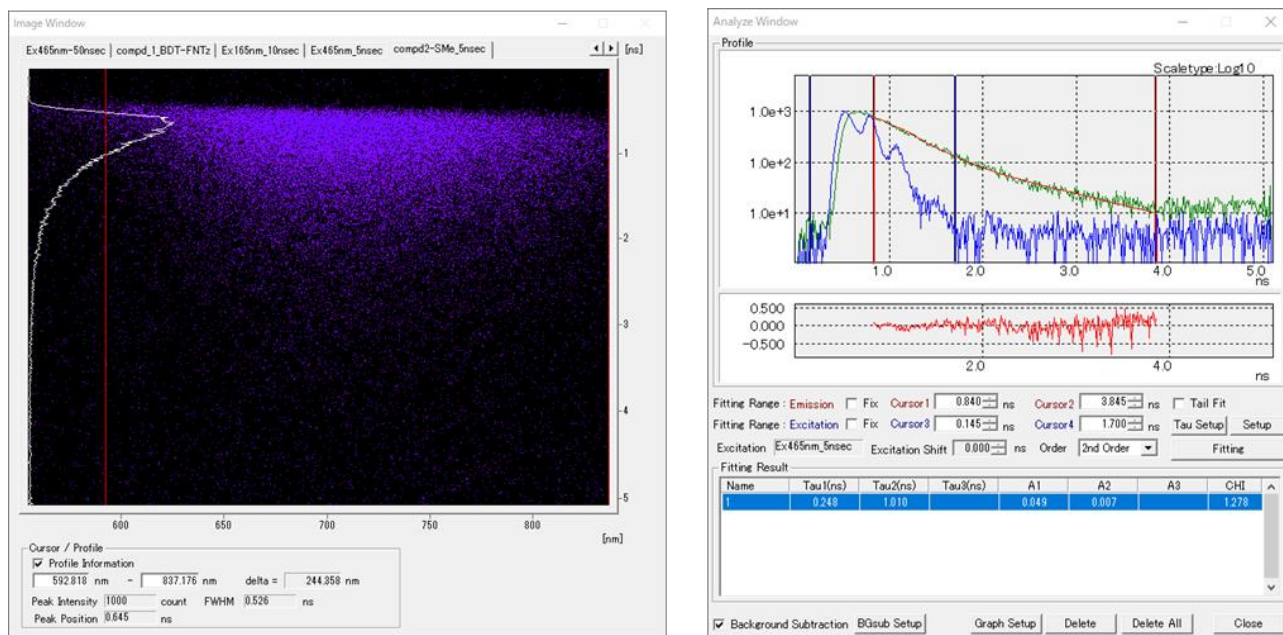 Image Window
Ex465nm-50nsec compd_1_BDT-FNTz Ex165nm_10nsec Ex465nm_5nsec compd2-SMe_5nsec [ns]
1
2
3
4
5
600 650 700 750 800
[nm]
Cursor / Profile
Profile Information
592.818 nm - 837.176 nm delta = 244.358 nm
Peak Intensity 1000 count FWHM 0.526 ns
Peak Position 0.645 ns
Analyze Window
Profile
Scaletype:Log10
1.0e+3
1.0e+2
1.0e+1
1.0 2.0 3.0 4.0 5.0
ns
0.500
0.000
-0.500
2.0 4.0
ns
Fitting Range : Emission Fix Cursor1 0.840 ns Cursor2 3.845 ns Tail Fit
Fitting Range : Excitation Fix Cursor3 0.145 ns Cursor4 1.700 ns Tau Setup Setup
Excitation Ex465nm_5nsec Excitation Shift 0.000 ns Order 2nd Order Fitting
Fitting Result
Name Tau1(ns) Tau2(ns) Tau3(ns) A1 A2 A3 CHI
1 0.248 1.010 0.049 0.007 1.278
Background Subtraction BGsub Setup Graph Setup Delete Delete All Close